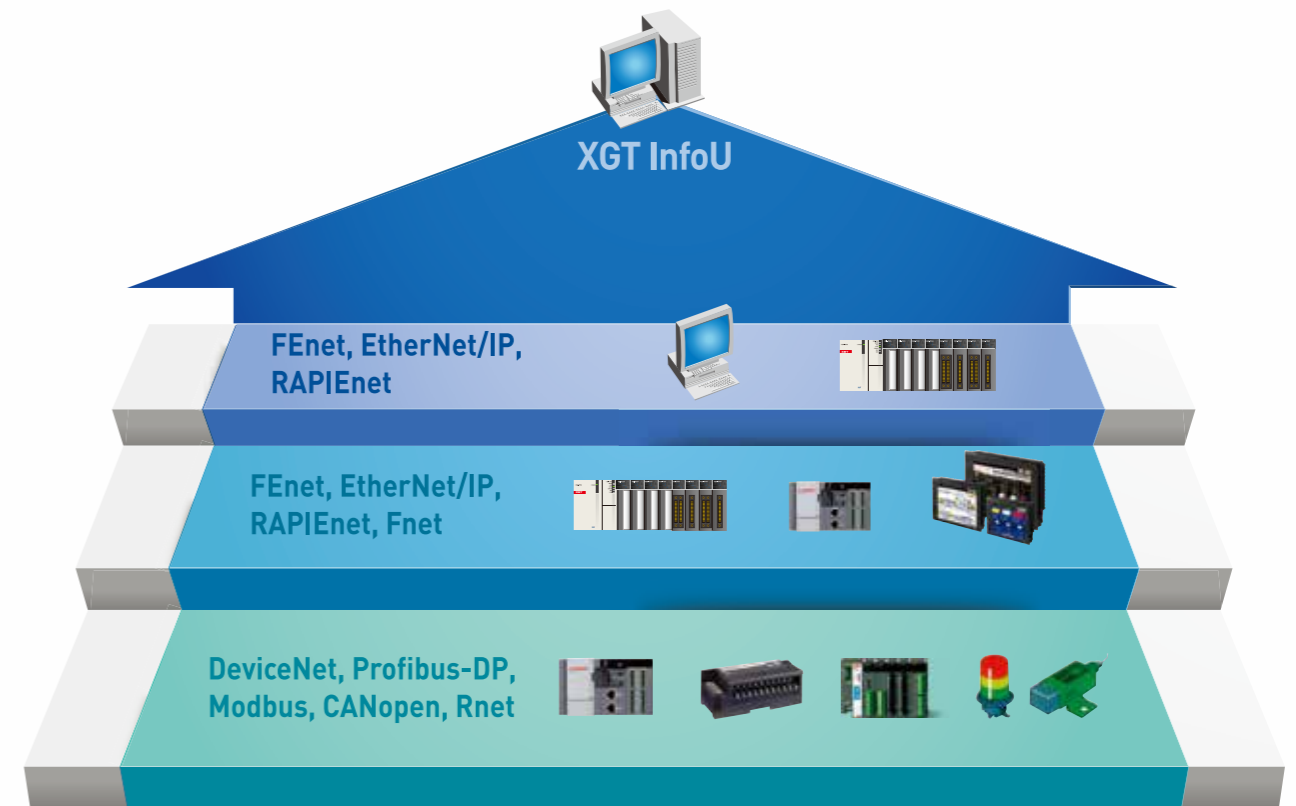 XGT InfoU
FEnet, EtherNet/IP,
RAPIEnet
FEnet, EtherNet/IP,
RAPIEnet, Fnet
DeviceNet, Profibus-DP,
Modbus, CANopen, Rnet